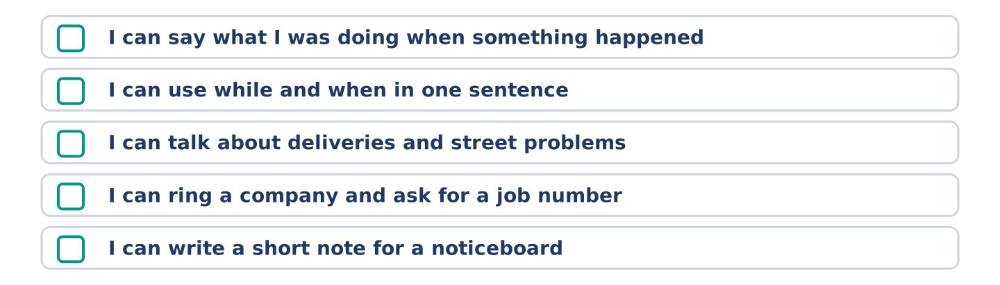 I can say what I was doing when something happened
I can use while and when in one sentence
I can talk about deliveries and street problems
I can ring a company and ask for a job number
I can write a short note for a noticeboard